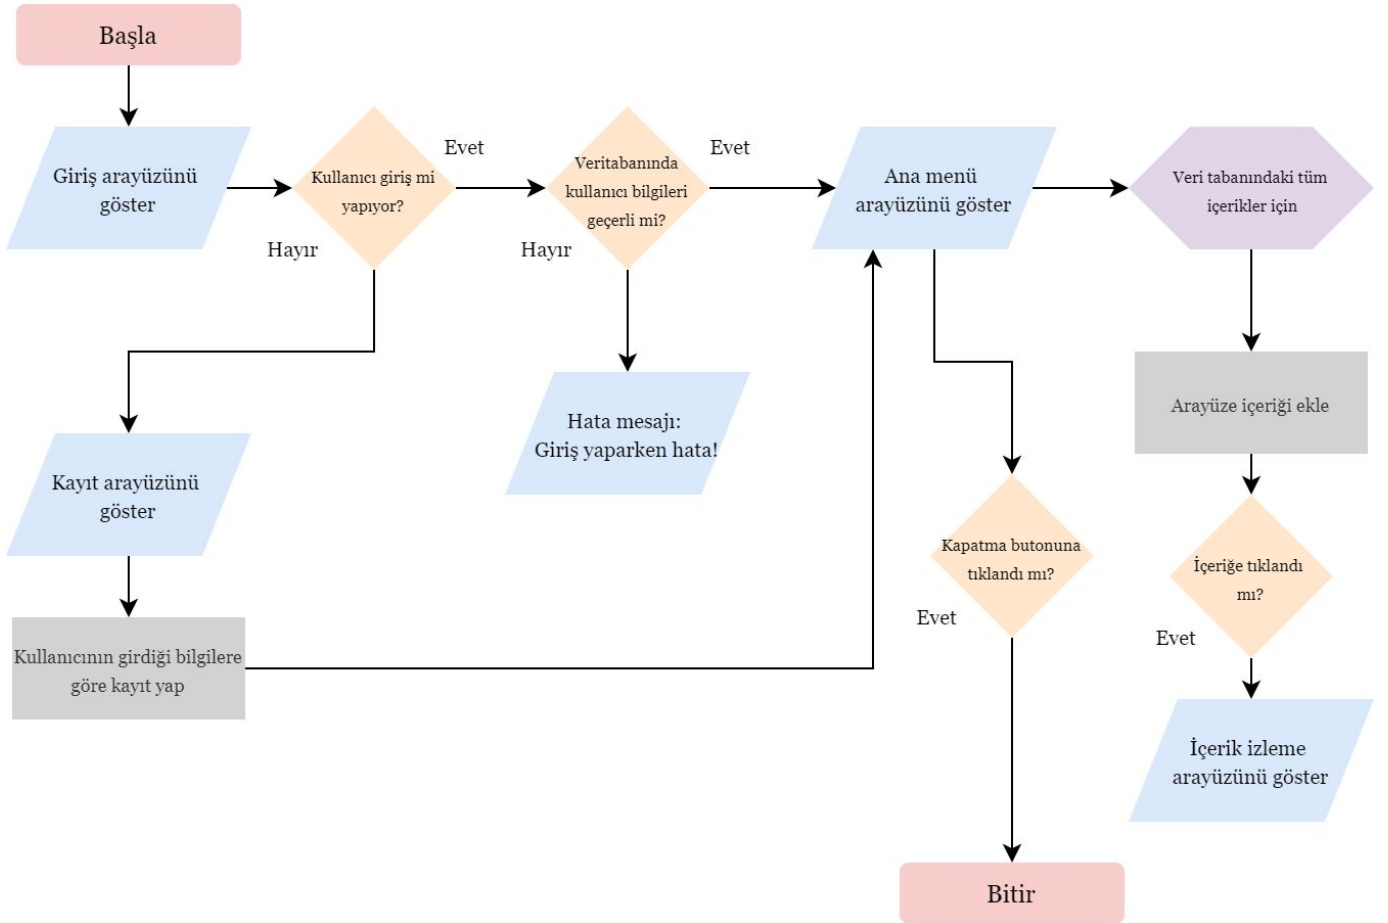 Başla
Giriş arayüzünü
göster
Kullanıcı giriş mi
yapıyor?
Evet
Hayır
Veritabanında
kullanıcı bilgileri
geçerli mi?
Evet
Hayır
Ana menü
arayüzünü göster
Veri tabanındaki tüm
içerikler için
Hata mesajı:
Giriş yaparken hata!
Arayüze içeriği ekle
Kayıt arayüzünü
göster
Kapatma butonuna
tıklandı mı?
Evet
İçeriğe tıklandı
mı?
Evet
Kullanıcının girdiği bilgilere
göre kayıt yap
İçerik izleme
arayüzünü göster
Bitir